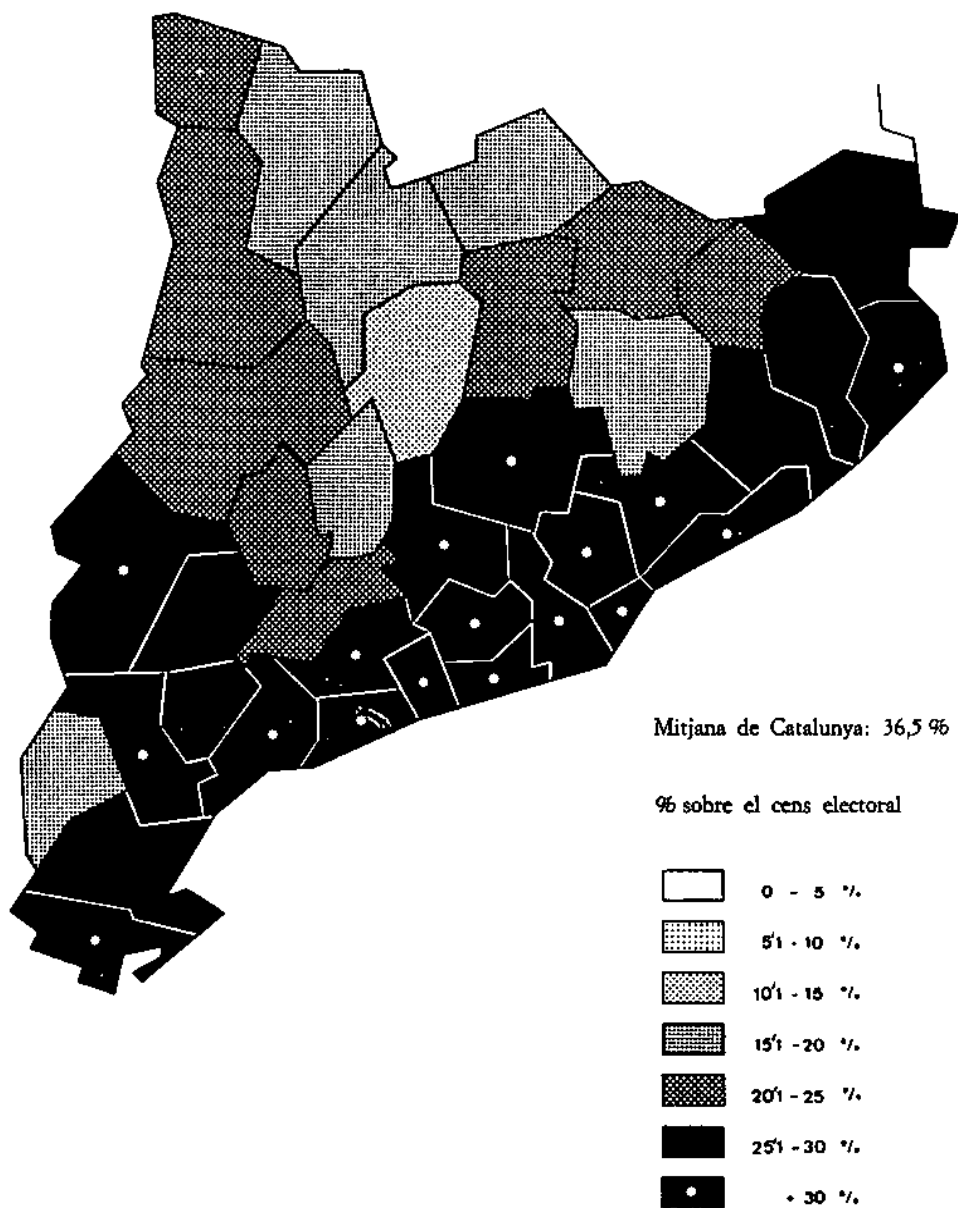 Mitjana de Catalunya: 36,5 %
% sobre el cens electoral
0 - 5 %
5'1 - 10 %
10'1 - 15 %
15'1 - 20 %
20'1 - 25 %
25'1 - 30 %
+ 30 %